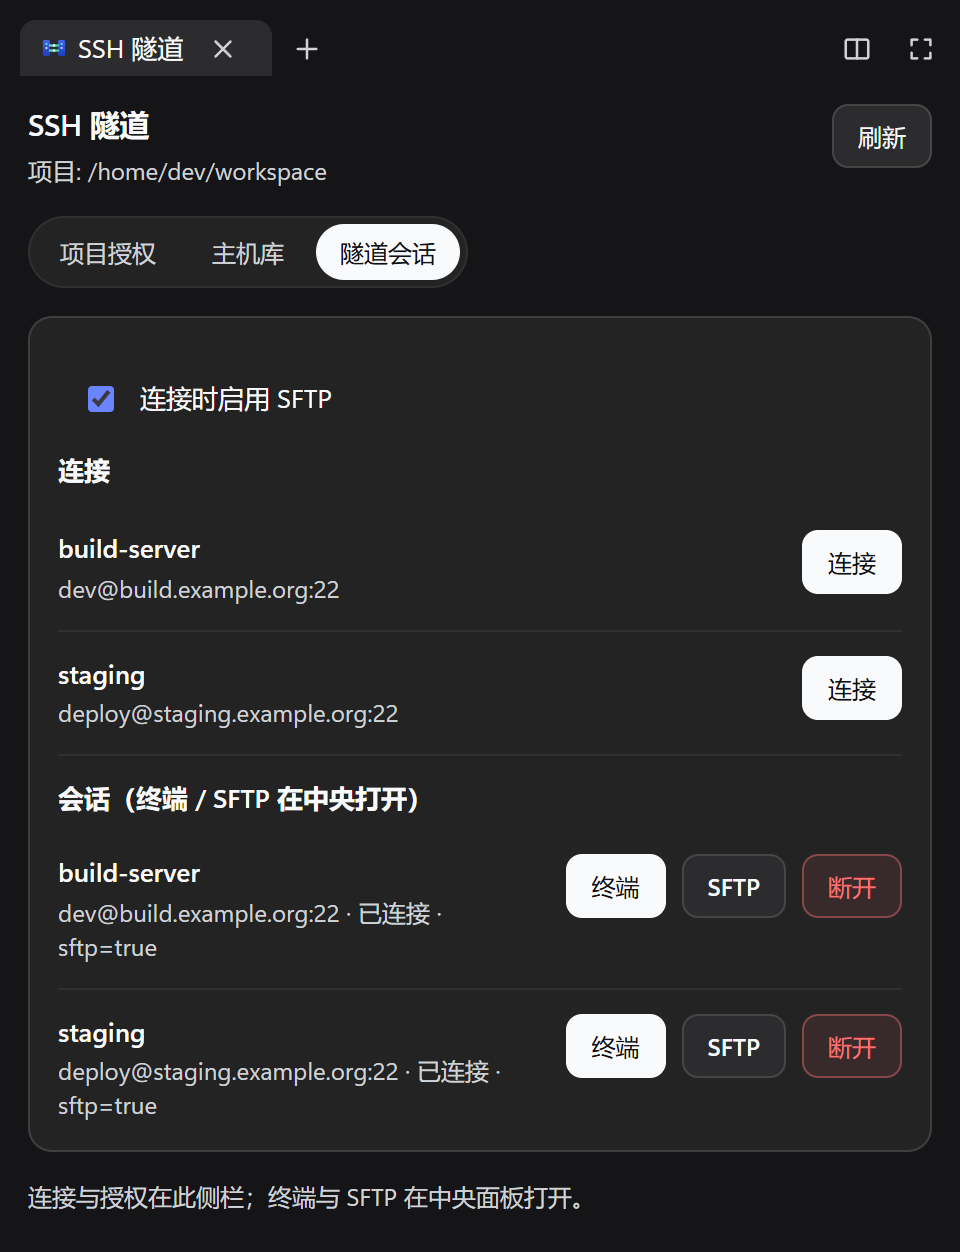 SSH 隧道
SSH 隧道
刷新
项目: /home/dev/workspace
项目授权 主机库 隧道会话
连接时启用 SFTP
连接
build-server
dev@build.example.org:22
连接
staging
deploy@staging.example.org:22
连接
会话（终端 / SFTP 在中央打开）
build-server
dev@build.example.org:22 · 已连接 ·
sftp=true
终端 SFTP 断开
staging
deploy@staging.example.org:22 · 已连接 ·
sftp=true
终端 SFTP 断开
连接与授权在此侧栏；终端与 SFTP 在中央面板打开。